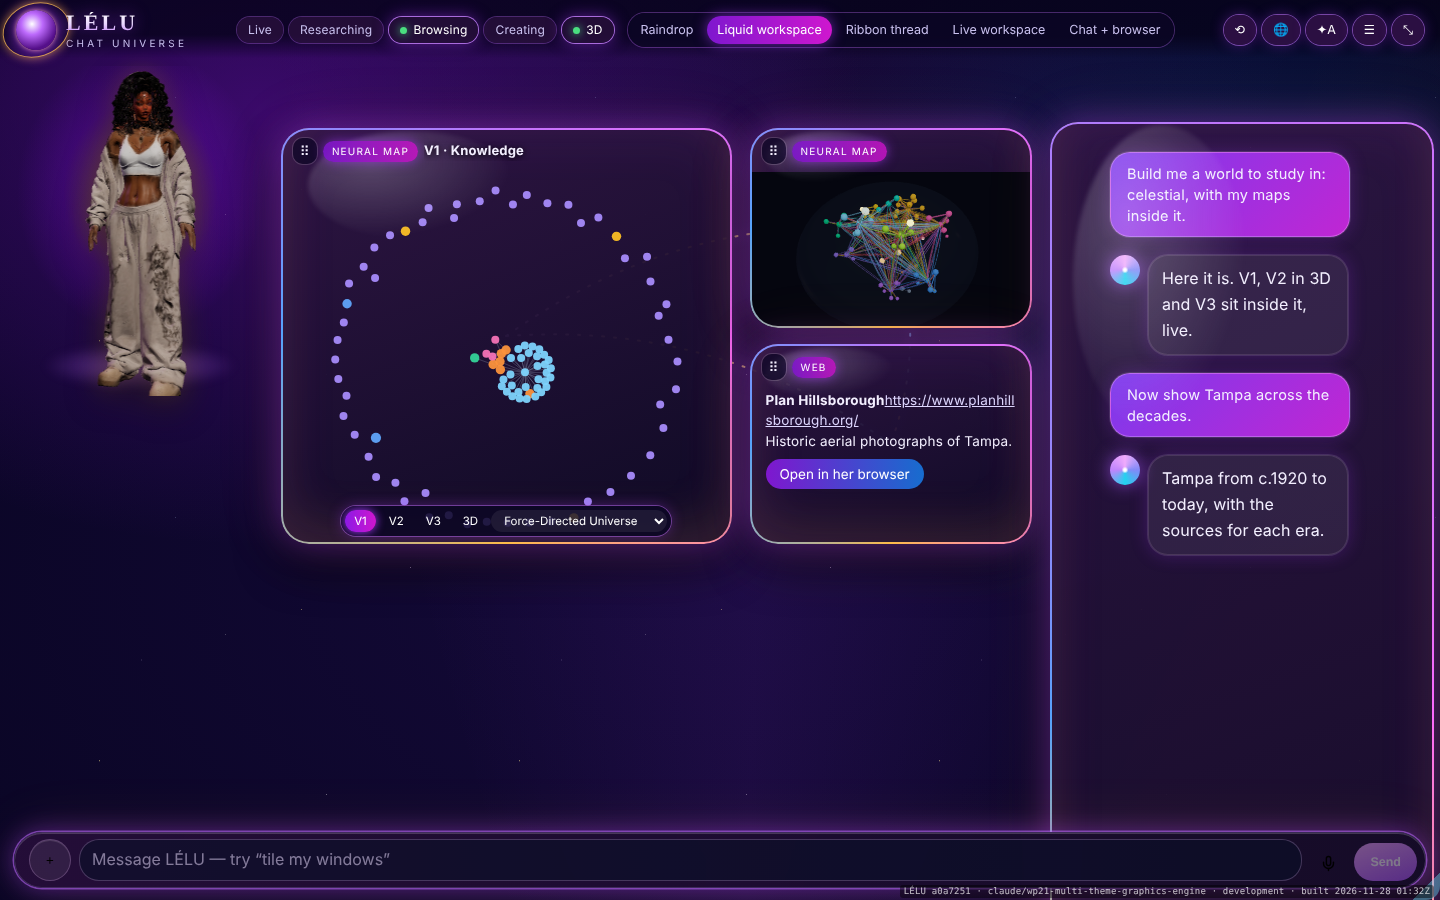 LÉLU
CHAT UNIVERSE
Live
Researching
Browsing
Creating
3D
Raindrop
Liquid workspace
Ribbon thread
Live workspace
Chat + browser
A
NEURAL MAP
V1 · Knowledge
V1
V2
V3
3D
Force-Directed Universe
NEURAL MAP
WEB
Plan Hillsboroughhttps://www.planhill
sborough.org/
Historic aerial photographs of Tampa.
Open in her browser
Build me a world to study in:
celestial, with my maps
inside it.
Here it is. V1, V2 in 3D
and V3 sit inside it,
live.
Now show Tampa across the
decades.
Tampa from c.1920 to
today, with the
sources for each era.
+
Message LÉLU — try “tile my windows”
Send
LÉLU a0a7251 · claude/wp21-multi-theme-graphics-engine · development · built 2026-11-28 01:32Z